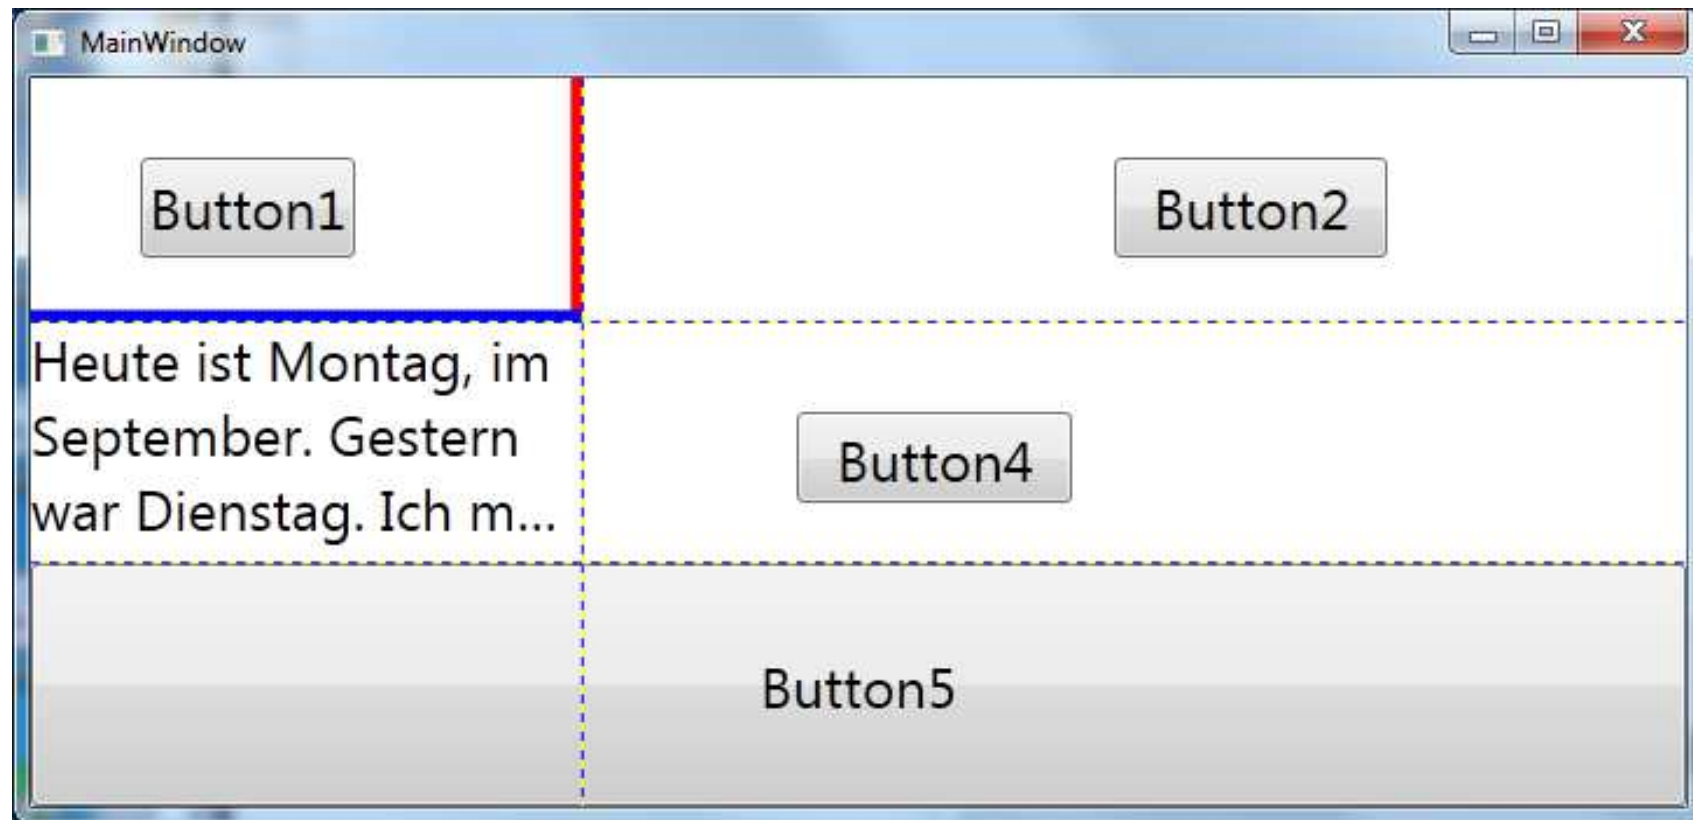 MainWindow
Button1
Button2
Heute ist Montag, im
September. Gestern
war Dienstag. Ich m...
Button4
Button5